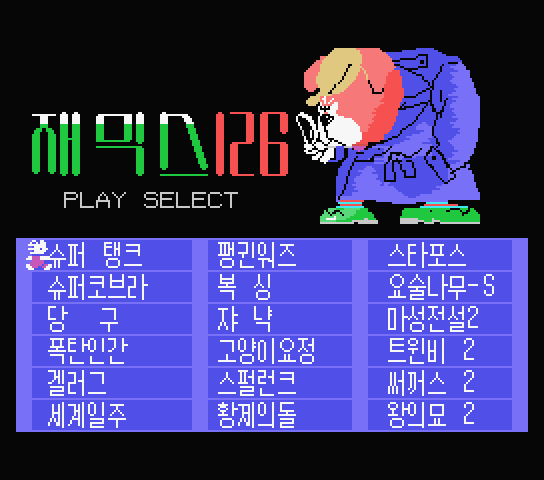 재믹스126
PLAY SELECT
슈퍼 탱크 팽귄워즈 스타포스
슈퍼코브라 복 싱 요술나무-S
당 구 쟈 낙 마성전설2
폭탄인간 고양이요정 트윈비 2
겔러그 스펄런크 써꺼스 2
세계일주 황제의돌 왕의묘 2